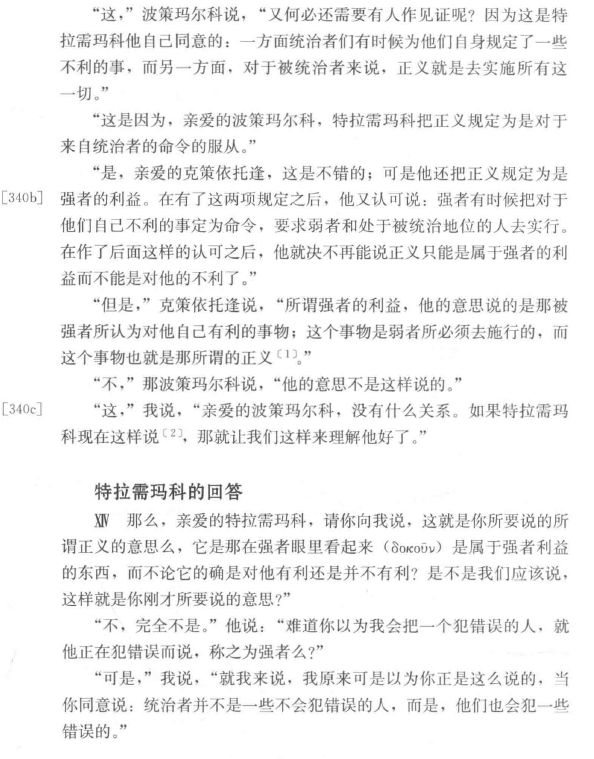 “这，”波策玛尔科说，“又何必还需要有人作见证呢？因为这是特
拉需玛科他自己同意的：一方面统治者们有时候为他们自身规定了一些
不利的事，而另一方面，对于被统治者来说，正义就是去实施所有这
一切。”
“这是因为，亲爱的波策玛尔科，特拉需玛科把正义规定为是对于
来自统治者的命令的服从。”
“是，亲爱的克策依托逢，这是不错的；可是他还把正义规定为是
[340b] 强者的利益。在有了这两项规定之后，他又认可说：强者有时候把对于
他们自己不利的事定为命令，要求弱者和处于被统治地位的人去实行。
在作了后面这样的认可之后，他就决不再能说正义只能是属于强者的利
益而不能是对他的不利了。”
“但是，”克策依托逢说，“所谓强者的利益，他的意思说的是那被
强者所认为对他自己有利的事物；这个事物是弱者所必须去施行的，而
这个事物也就是那所谓的正义〔1〕。”
“不，”那波策玛尔科说，“他的意思不是这样说的。”
[340c] “这，”我说，“亲爱的波策玛尔科，没有什么关系。如果特拉需玛
科现在这样说〔2〕，那就让我们这样来理解他好了。”
特拉需玛科的回答
XIV 那么，亲爱的特拉需玛科，请你向我说，这就是你所要说的所
谓正义的意思么，它是那在强者眼里看起来（δοκοῦν）是属于强者利益
的东西，而不论它的确是对他有利还是并不有利？是不是我们应该说，
这样就是你刚才所要说的意思？”
“不，完全不是。”他说：“难道你以为我会把一个犯错误的人，就
他正在犯错误而说，称之为强者么？”
“可是，”我说，“就我来说，我原来可是以为你正是这么说的，当
你同意说：统治者并不是一些不会犯错误的人，而是，他们也会犯一些
错误的。”